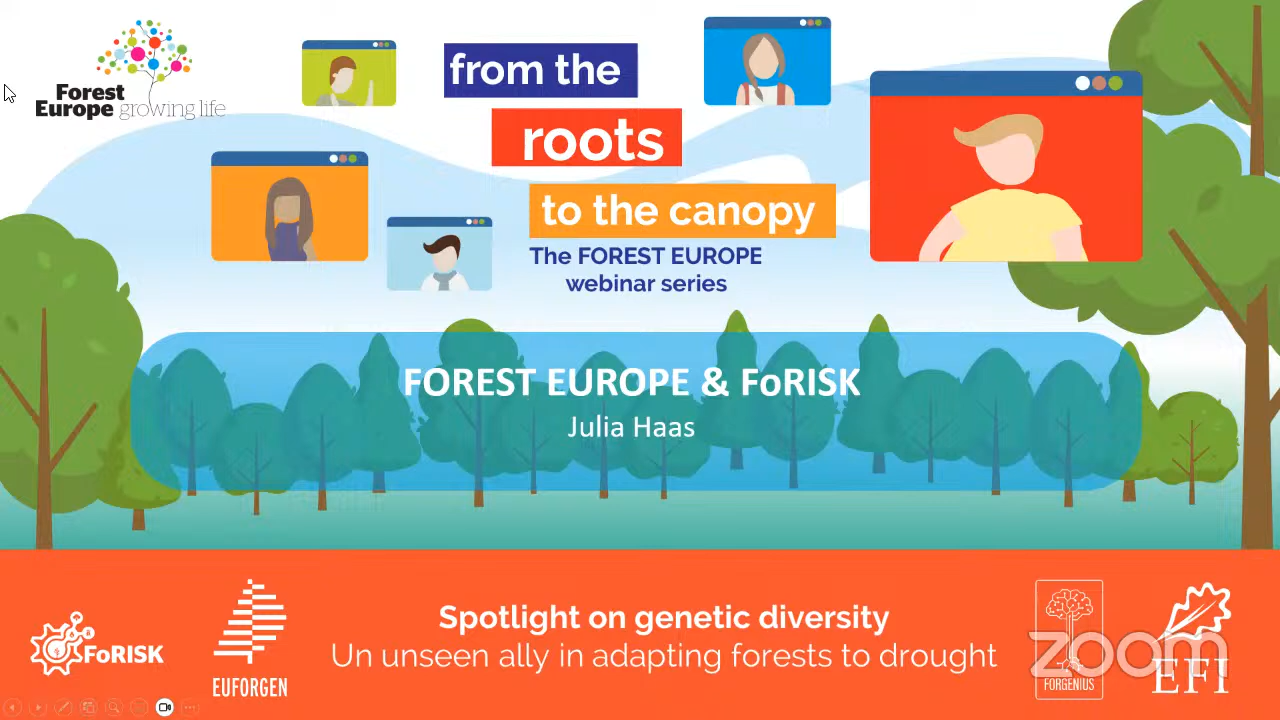 Forest
Europe growing life
from the
roots
to the canopy
The FOREST EUROPE
webinar series
FOREST EUROPE & FoRISK
Julia Haas
Spotlight on genetic diversity
Un unseen ally in adapting forests to drought
FoRISK
EUFORGEN
FORGENIUS
EFI
zoom